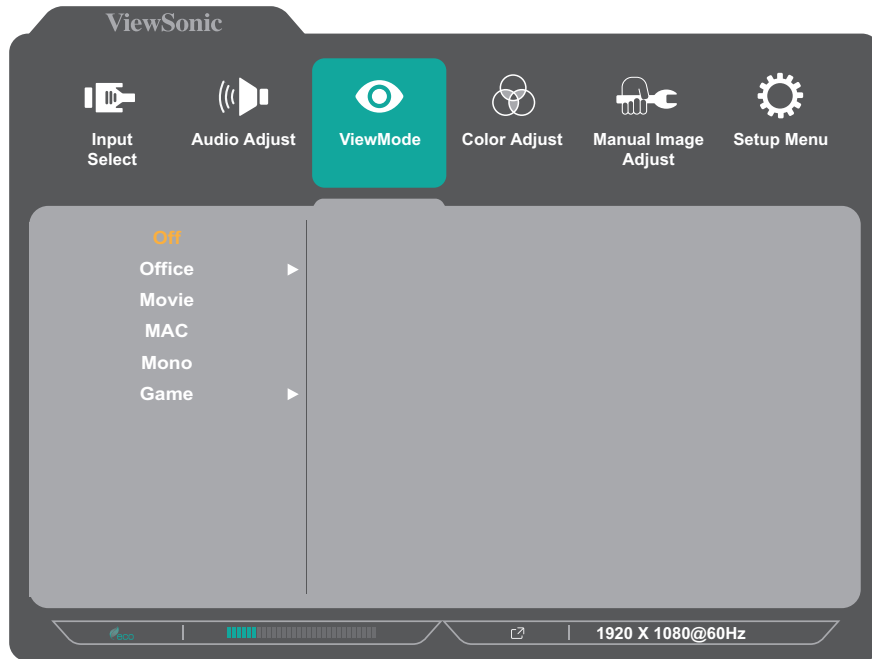 ViewSonic
Input
Select
Audio Adjust
ViewMode
Color Adjust
Manual Image
Adjust
Setup Menu
Off
Office
Movie
MAC
Mono
Game
eco
1920 X 1080@60Hz